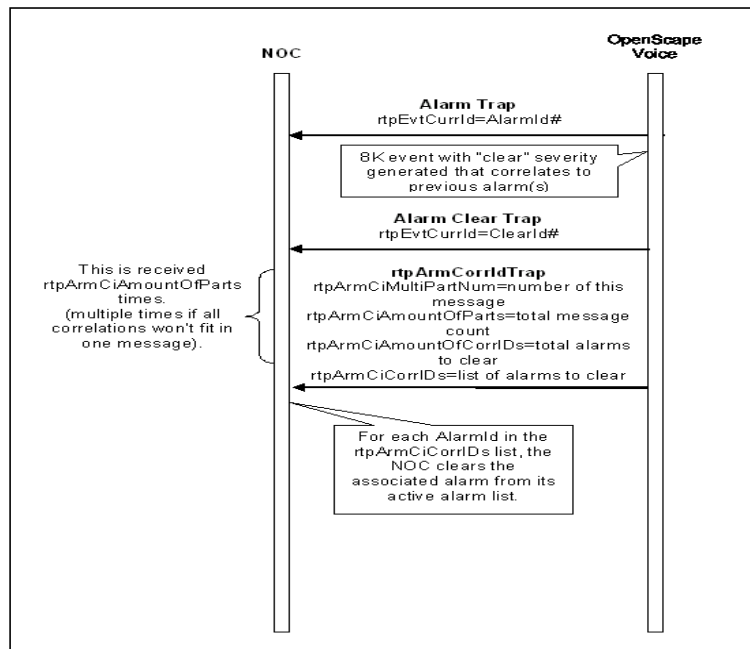 NOC
OpenScape
Voice
Alarm Trap
rtpEvtCurrId=AlarmId#
8K event with "clear" severity
generated that correlates to
previous alarm(s)
Alarm Clear Trap
rtpEvtCurrId=ClearId#
This is received
rtpArmCiAmountOfParts
times.
(multiple times if all
correlations won't fit in
one message).
rtpArmCorrIdTrap
rtpArmCiMultiPartNum=number of this
message
rtpArmCiAmountOfParts=total message
count
rtpArmCiAmountOfCorrIDs=total alarms
to clear
rtpArmCiCorrIDs=list of alarms to clear
For each AlarmId in the
rtpArmCiCorrIDs list, the
NOC clears the
associated alarm from its
active alarm list.